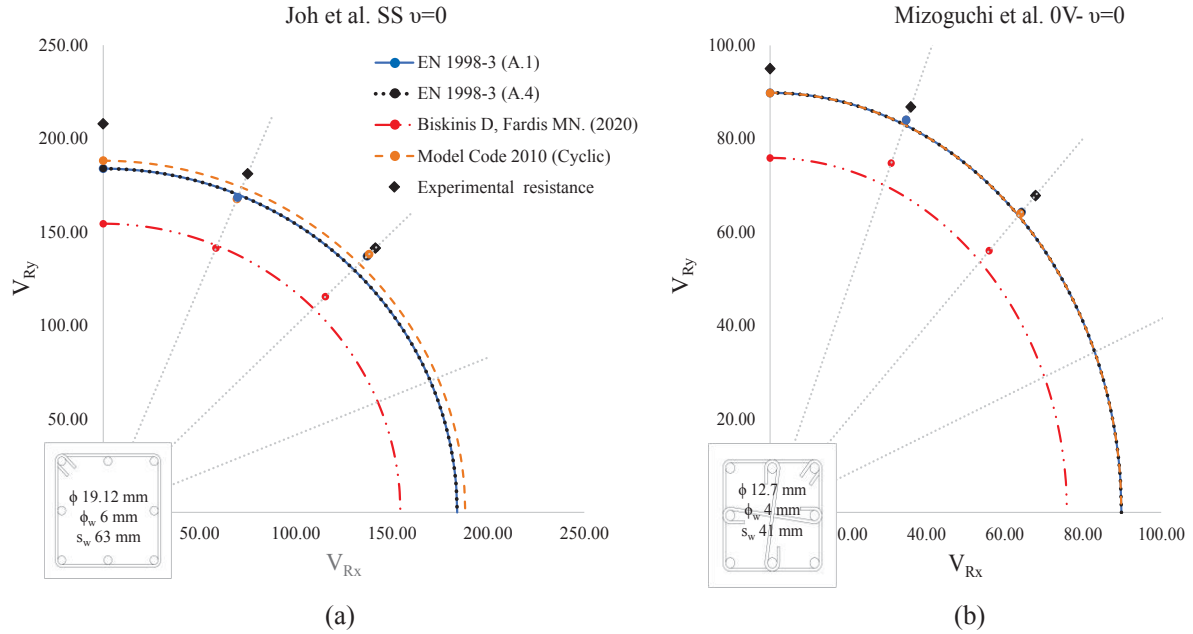 Joh et al. SS υ=0
250.00
200.00
150.00
100.00
50.00
V_Ry
EN 1998-3 (A.1)
EN 1998-3 (A.4)
Biskinis D, Fardis MN. (2020)
Model Code 2010 (Cyclic)
Experimental resistance
ϕ 19.12 mm
ϕ_w 6 mm
s_w 63 mm
50.00 100.00 150.00 200.00 250.00
V_Rx
(a)
Mizoguchi et al. 0V- υ=0
100.00
80.00
60.00
40.00
20.00
V_Ry
ϕ 12.7 mm
ϕ_w 4 mm
s_w 41 mm
20.00 40.00 60.00 80.00 100.00
V_Rx
(b)